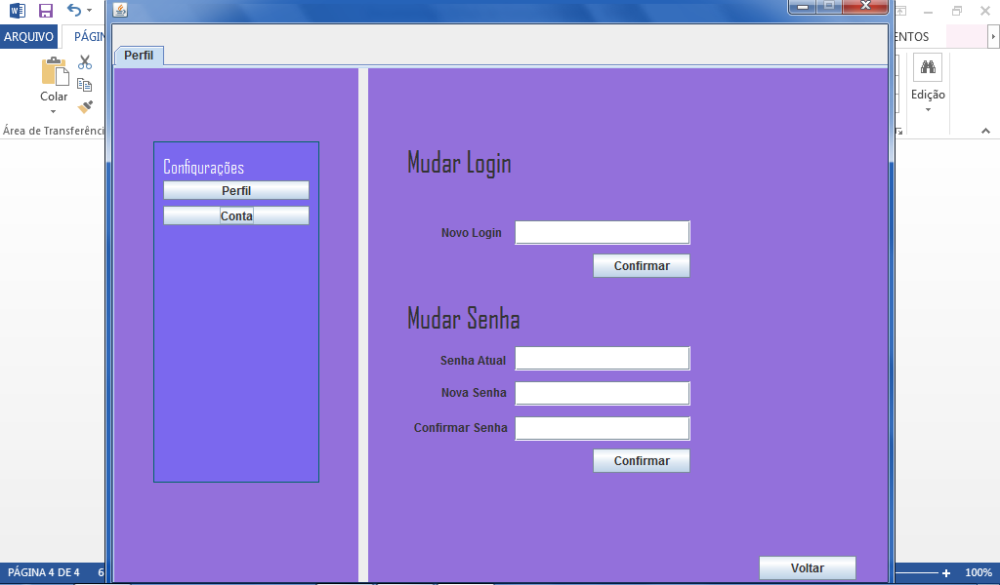 ARQUIVO
PÁGIN
ENTOS
Colar
Edição
Área de Transferênci
Perfil
Configurações
Perfil
Conta
Mudar Login
Novo Login
Confirmar
Mudar Senha
Senha Atual
Nova Senha
Confirmar Senha
Confirmar
Voltar
PÁGINA 4 DE 4 6
100%